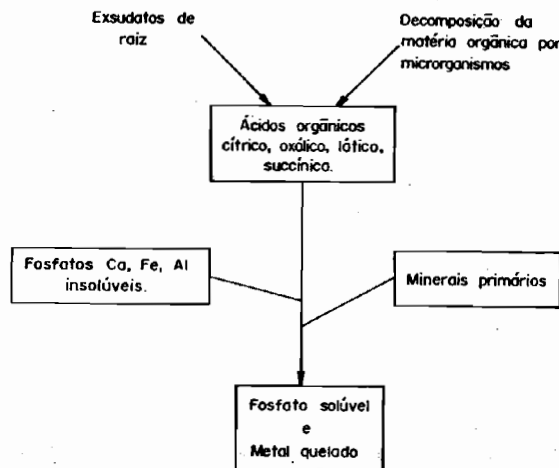 Exsudatos de
raiz
Decomposição da
matéria orgânica por
microrganismos
Ácidos orgânicos
cítrico, oxálico, lático,
succínico.
Fosfatos Ca, Fe, Al
insolúveis.
Minerais primários
Fosfato solúvel
e
Metal quelado